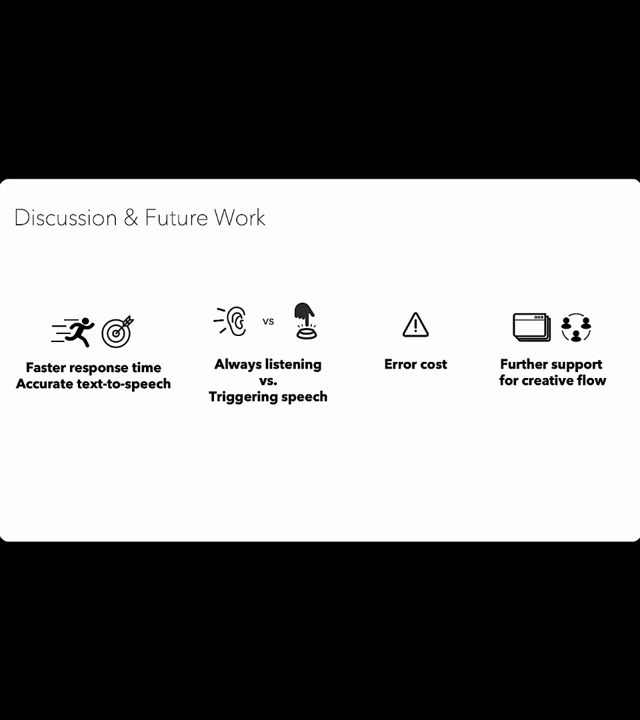 Discussion & Future Work
Faster response time
Accurate text-to-speech
vs
Always listening
vs.
Triggering speech
Error cost
Further support
for creative flow